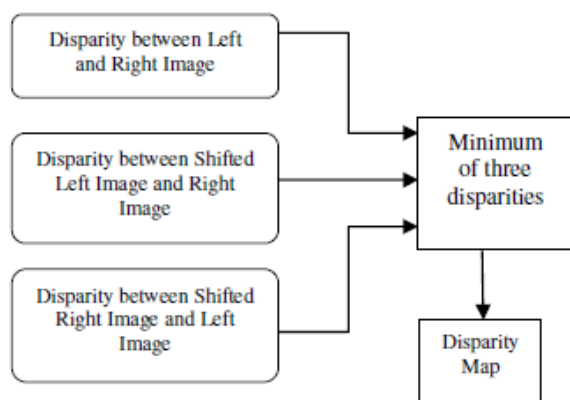 Disparity between Left
and Right Image
Disparity between Shifted
Left Image and Right
Image
Disparity between Shifted
Right Image and Left
Image
Minimum
of three
disparities
Disparity
Map